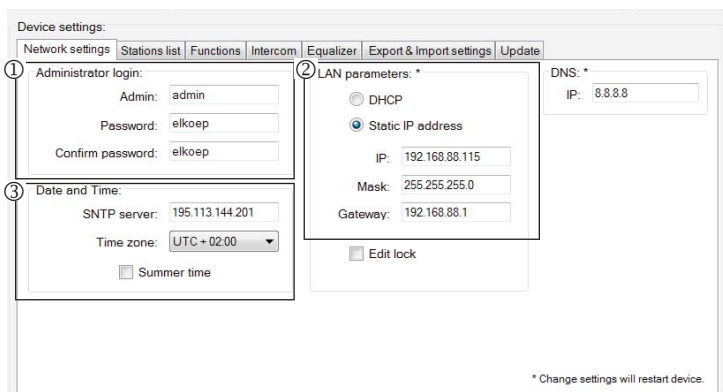 Device settings:
Network settings Stations list Functions Intercom Equalizer Export & Import settings Update
① Administrator login:
Admin: admin
Password: elkoep
Confirm password: elkoep
② LAN parameters: *
DHCP
Static IP address
IP: 192.168.88.115
Mask: 255.255.255.0
Gateway: 192.168.88.1
Edit lock
DNS: *
IP: 8.8.8.8
③ Date and Time:
SNTP server: 195.113.144.201
Time zone: UTC + 02:00
Summer time
* Change settings will restart device.